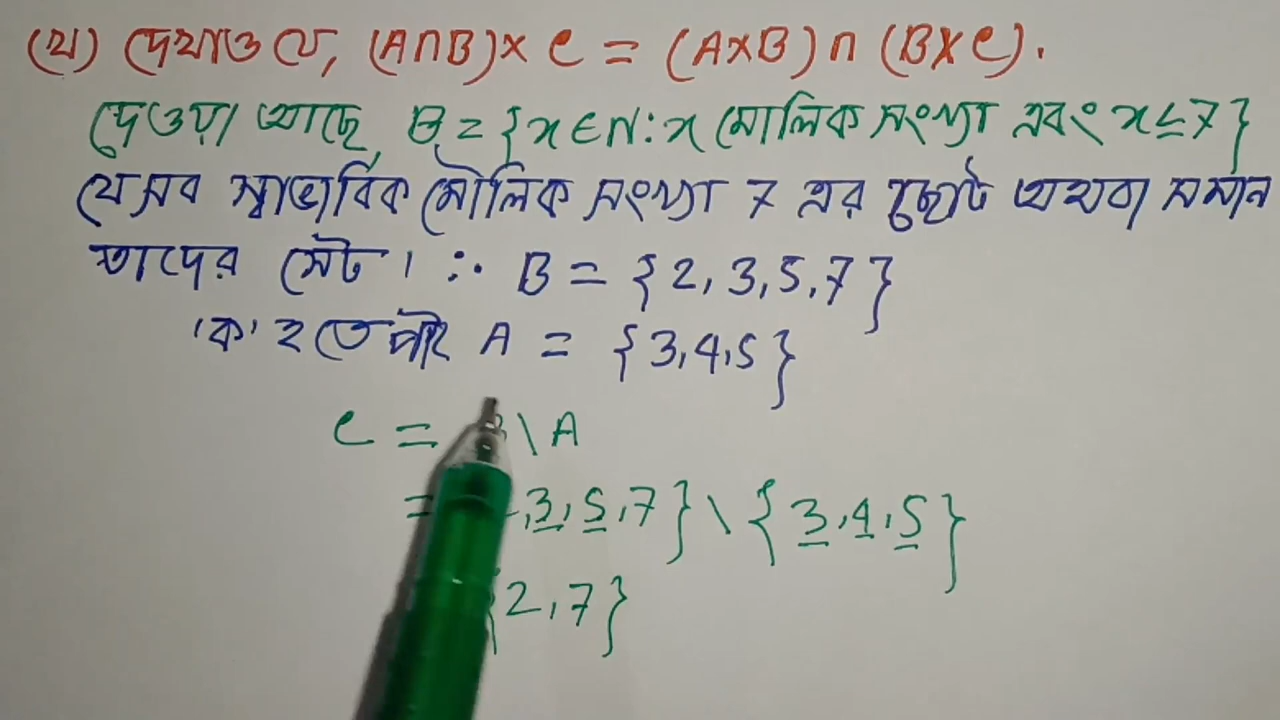 (খ) দেখাও যে, (A∩B)× C = (A×B)∩(B×C).
দেওয়া আছে, B = {x∈N: x মৌলিক সংখ্যা এবং x≤7}
যেসব স্বাভাবিক মৌলিক সংখ্যা 7 এর ছোট অথবা সমান
তাদের সেট। ∴ B = {2, 3, 5, 7}
'ক' হতে পাই A = {3, 4, 5}
C = \ A
= , 3, 5, 7} \ {3, 4, 5}
{2, 7}